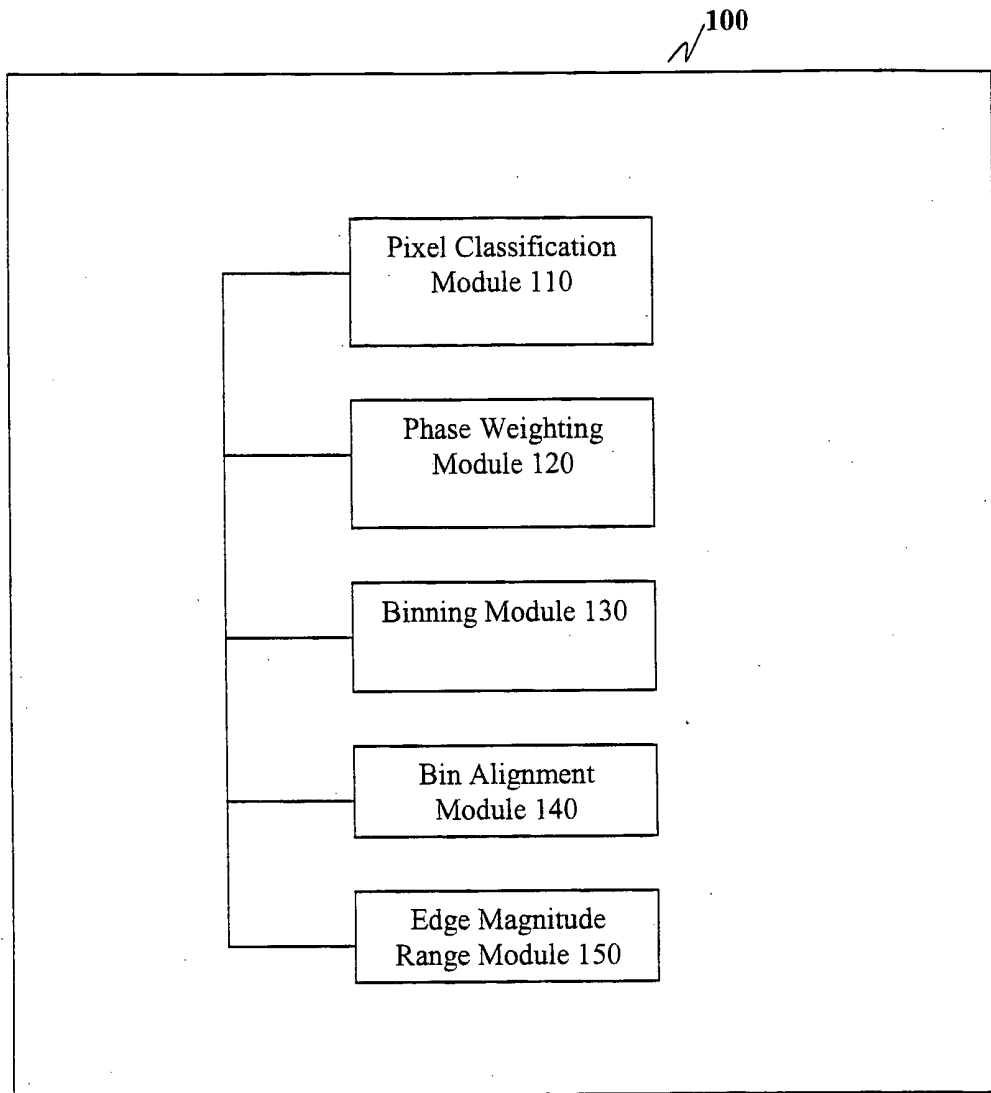 100
Pixel Classification
Module 110
Phase Weighting
Module 120
Binning Module 130
Bin Alignment
Module 140
Edge Magnitude
Range Module 150